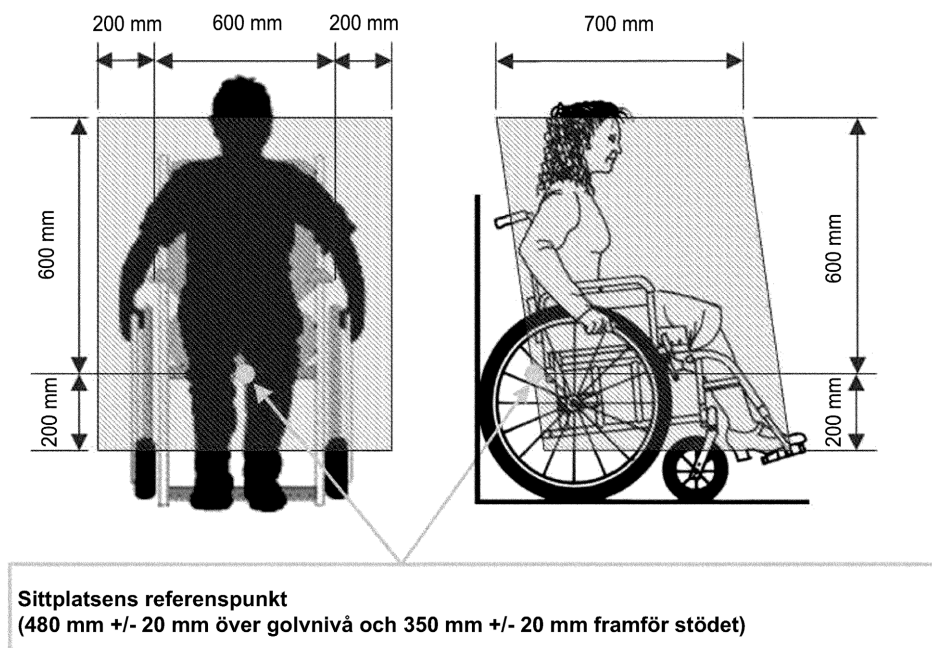 200 mm
600 mm
200 mm
700 mm
600 mm
200 mm
600 mm
200 mm
Sittplatsens referenspunkt
(480 mm +/- 20 mm över golvnivå och 350 mm +/- 20 mm framför stödet)